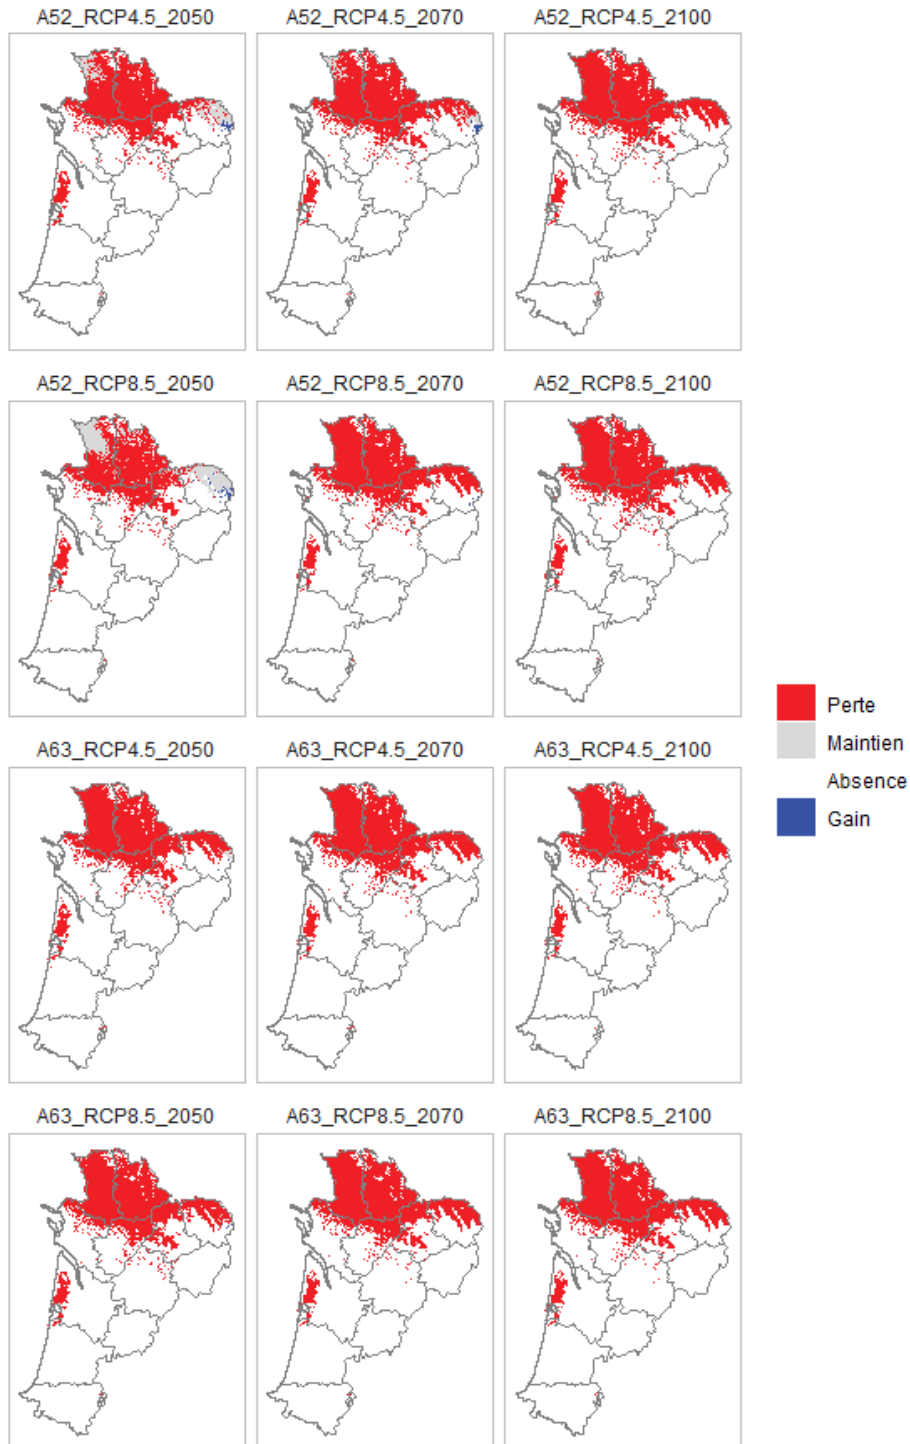 A52_RCP4.5_2050
A52_RCP4.5_2070
A52_RCP4.5_2100
A52_RCP8.5_2050
A52_RCP8.5_2070
A52_RCP8.5_2100
Perte
Maintien
Absence
Gain
A63_RCP4.5_2050
A63_RCP4.5_2070
A63_RCP4.5_2100
A63_RCP8.5_2050
A63_RCP8.5_2070
A63_RCP8.5_2100